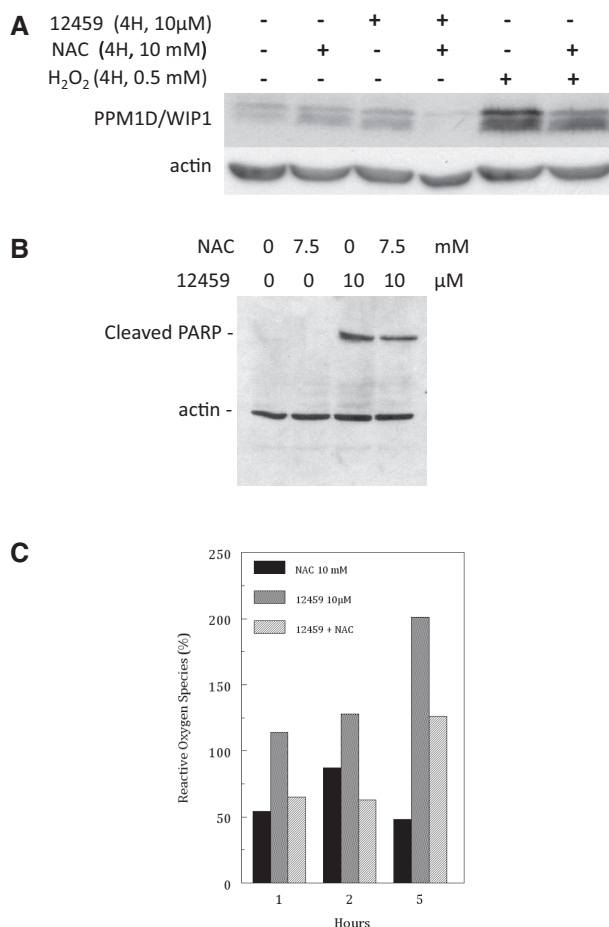 A
12459 (4H, 10μM) - - + + - -
NAC (4H, 10 mM) - + - + - +
H₂O₂ (4H, 0.5 mM) - - - - + +
PPM1D/WIP1
actin
B
NAC 0 7.5 0 7.5 mM
12459 0 0 10 10 μM
Cleaved PARP -
actin -
C
250
200
150
100
50
0
Reactive Oxygen Species (%)
NAC 10 mM
12459 10μM
12459 + NAC
1 2 5
Hours